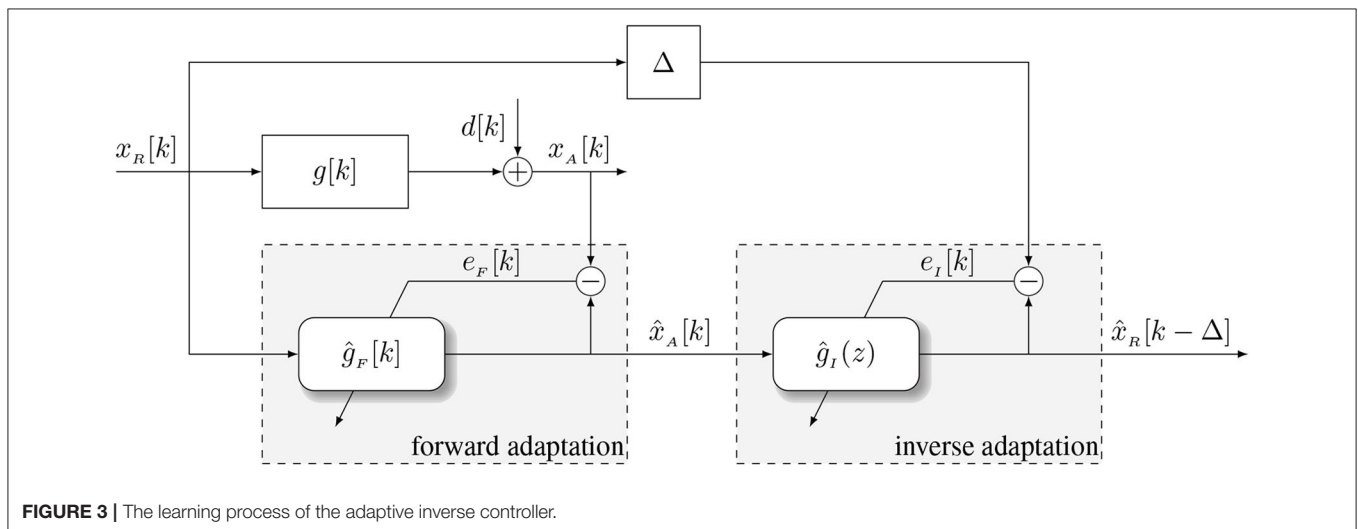 Δ
d[k]
x_R[k]
g[k]
+
x_A[k]
e_F[k]
−
e_I[k]
−
ĝ_F[k]
x̂_A[k]
ĝ_I(z)
x̂_R[k − Δ]
forward adaptation
inverse adaptation
FIGURE 3 | The learning process of the adaptive inverse controller.